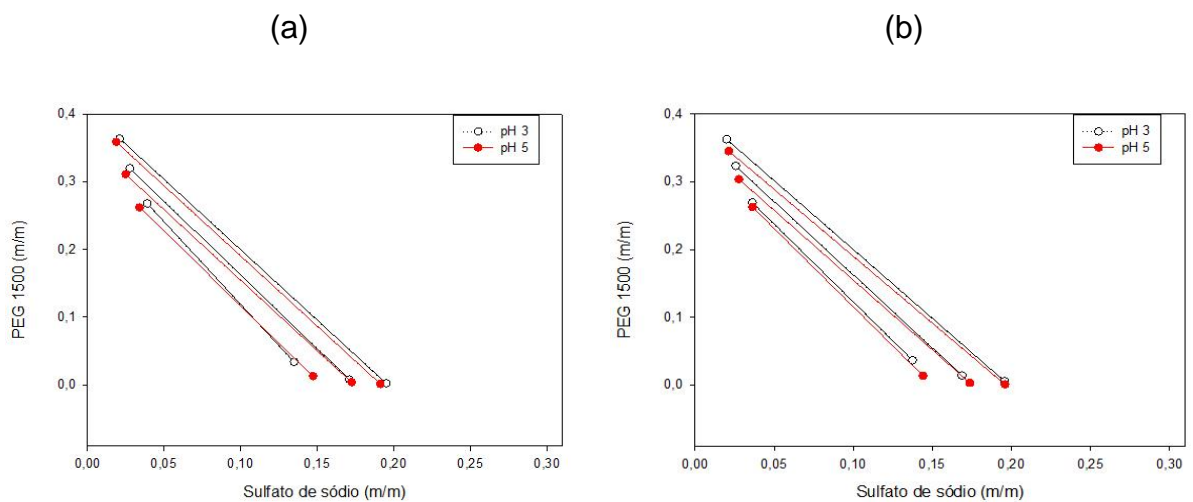 (a)
(b)
pH 3
pH 5
0,4
0,3
0,2
0,1
0,0
PEG 1500 (m/m)
0,00 0,05 0,10 0,15 0,20 0,25 0,30
Sulfato de sódio (m/m)
pH 3
pH 5
0,4
0,3
0,2
0,1
0,0
PEG 1500 (m/m)
0,00 0,05 0,10 0,15 0,20 0,25 0,30
Sulfato de sódio (m/m)